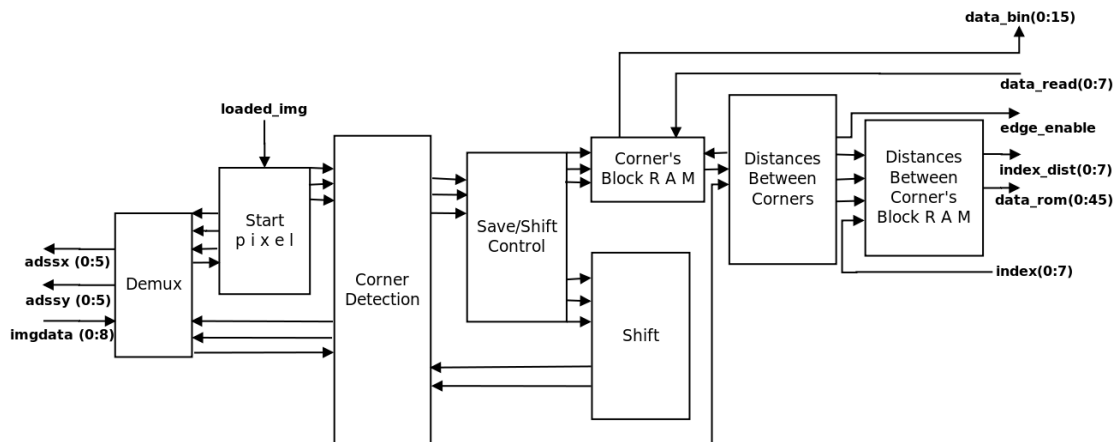 data_bin(0:15)
data_read(0:7)
loaded_img
edge_enable
Corner's
Block R A M
Distances
Between
Corners
Distances
Between
Corner's
Block R A M
index_dist(0:7)
data_rom(0:45)
Start
p i x e l
Save/Shift
Control
adssx (0:5)
Demux
Corner
Detection
index(0:7)
adssy (0:5)
imgdata (0:8)
Shift